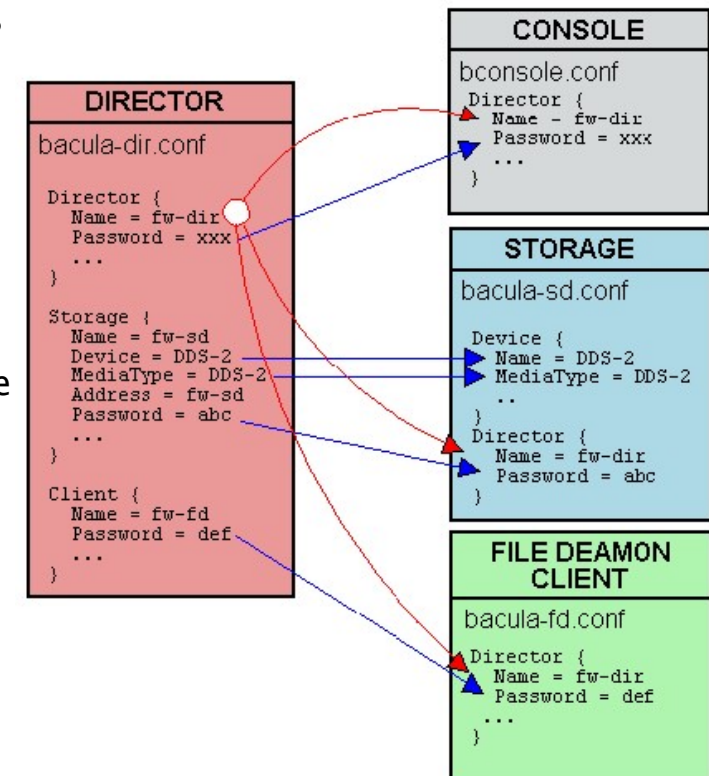 DIRECTOR
bacula-dir.conf
Director {
Name = fw-dir
Password = xxx
...
}
Storage {
Name = fw-sd
Device = DDS-2
MediaType = DDS-2
Address = fw-sd
Password = abc
...
}
Client {
Name = fw-fd
Password = def
...
}
CONSOLE
bconsole.conf
Director {
Name - fw-dir
Password = xxx
...
}
STORAGE
bacula-sd.conf
Device {
Name = DDS-2
MediaType = DDS-2
..
}
Director {
Name = fw-dir
Password = abc
}
FILE DEAMON
CLIENT
bacula-fd.conf
Director {
Name = fw-dir
Password = def
...
}